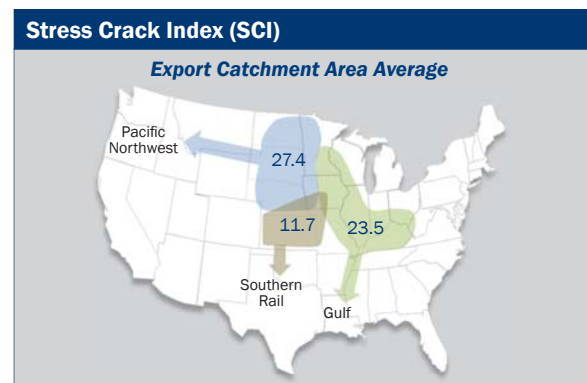 Stress Crack Index (SCI)
Export Catchment Area Average
Pacific
Northwest
27.4
11.7
23.5
Southern
Rail
Gulf